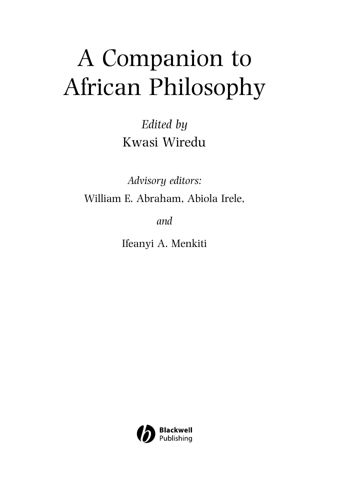 A Companion to
African Philosophy
Edited by
Kwasi Wiredu
Advisory editors:
William E. Abraham, Abiola Irele,
and
Ifeanyi A. Menkiti
Blackwell
Publishing